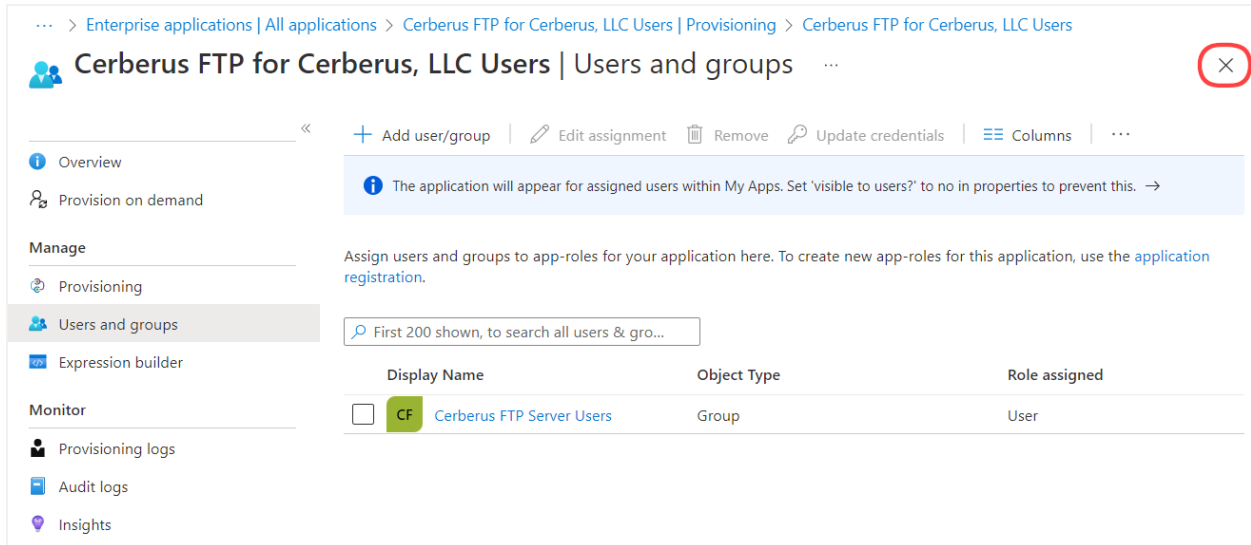 ··· > Enterprise applications | All applications > Cerberus FTP for Cerberus, LLC Users | Provisioning > Cerberus FTP for Cerberus, LLC Users
Cerberus FTP for Cerberus, LLC Users | Users and groups ···
Add user/group Edit assignment Remove Update credentials Columns ···
Overview
Provision on demand
Manage
Provisioning
Users and groups
Expression builder
Monitor
Provisioning logs
Audit logs
Insights
The application will appear for assigned users within My Apps. Set 'visible to users?' to no in properties to prevent this. →
Assign users and groups to app-roles for your application here. To create new app-roles for this application, use the application
registration.
First 200 shown, to search all users & gro...
Display Name Object Type Role assigned
CF Cerberus FTP Server Users Group User